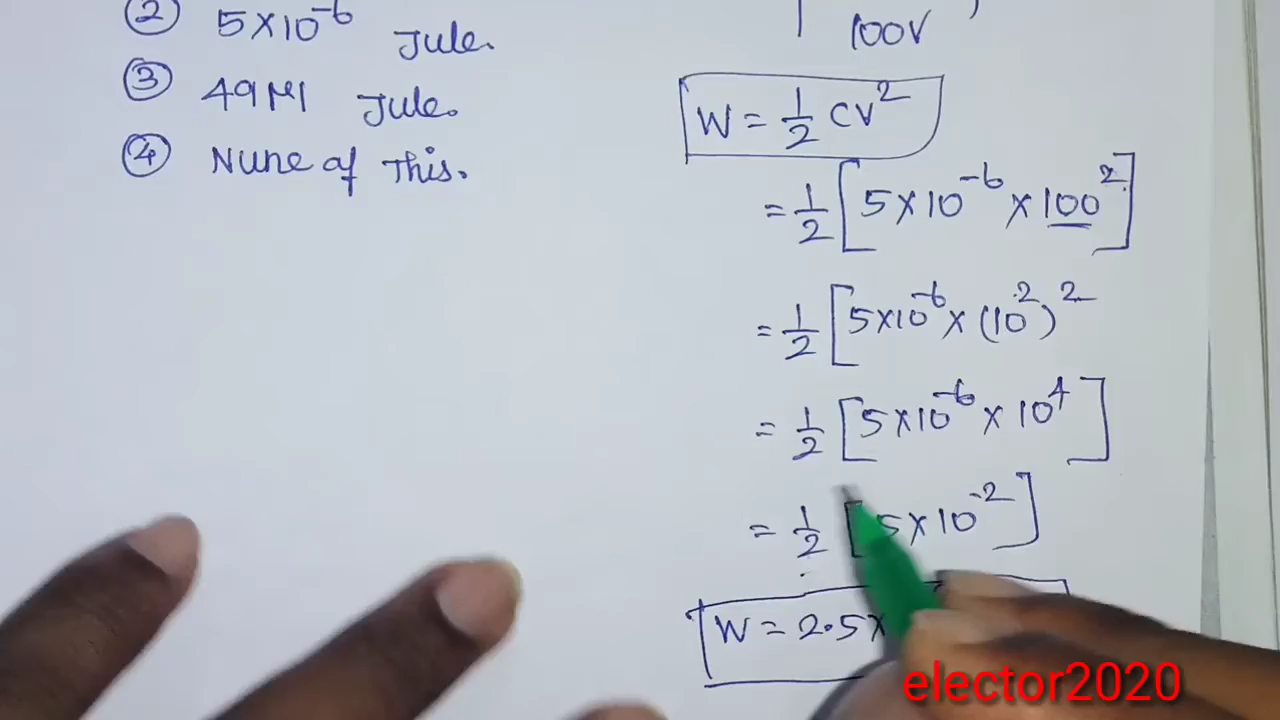 ② 5×10⁻⁶ Jule.
③ 49 MI Jule.
④ Nune of This.
100V
W = 1/2 CV²
= 1/2 [5×10⁻⁶ × 100²]
= 1/2 [5×10⁻⁶ × (10²)²
= 1/2 [5×10⁻⁶ × 10⁴]
= 1/2 [5×10⁻²]
W = 2.5×
elector2020